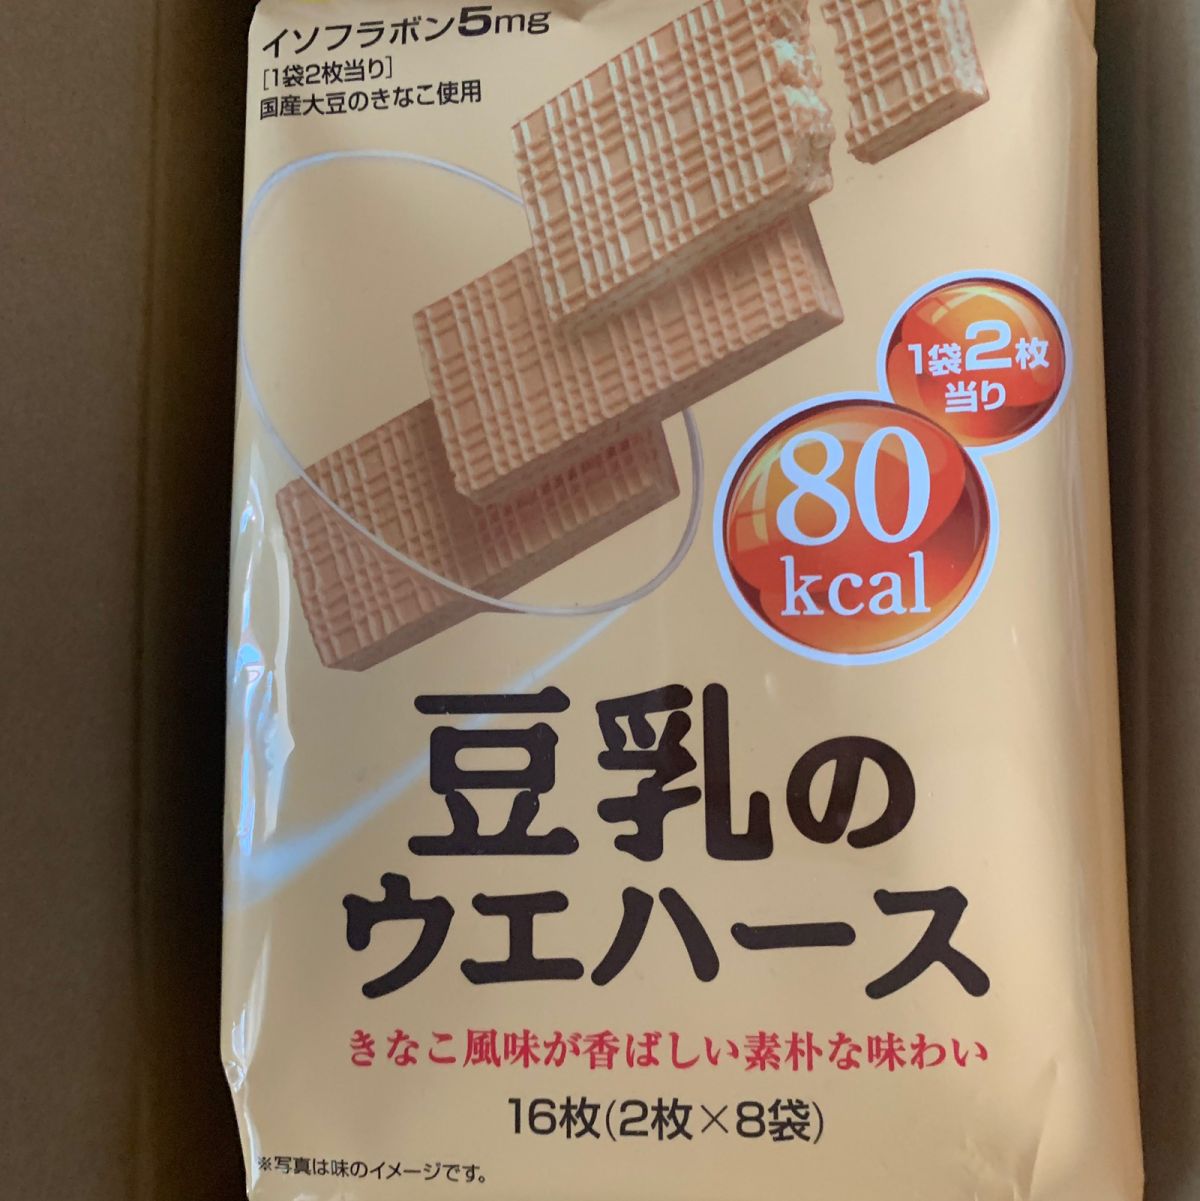 イソフラボン5mg
[1袋2枚当り]
国産大豆のきなこ使用
1袋2枚
当り
80
kcal
豆乳の
ウエハース
きなこ風味が香ばしい素朴な味わい
16枚(2枚×8袋)
※写真は味のイメージです。